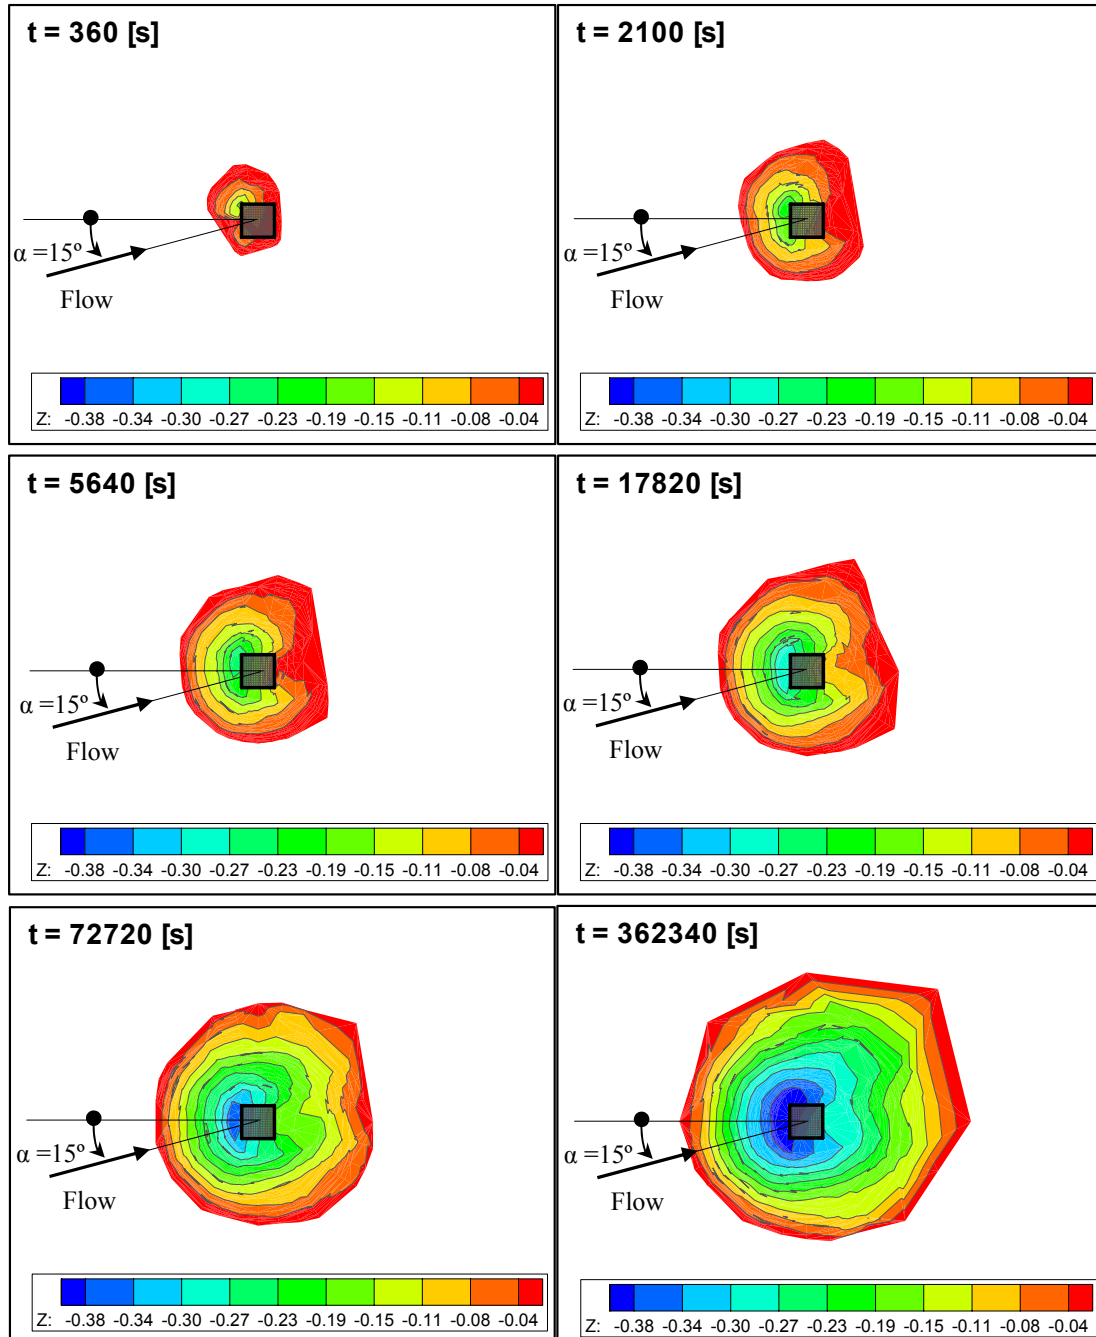 t = 360 [s]
α =15º
Flow
Z: -0.38 -0.34 -0.30 -0.27 -0.23 -0.19 -0.15 -0.11 -0.08 -0.04
t = 2100 [s]
α =15º
Flow
Z: -0.38 -0.34 -0.30 -0.27 -0.23 -0.19 -0.15 -0.11 -0.08 -0.04
t = 5640 [s]
α =15º
Flow
Z: -0.38 -0.34 -0.30 -0.27 -0.23 -0.19 -0.15 -0.11 -0.08 -0.04
t = 17820 [s]
α =15º
Flow
Z: -0.38 -0.34 -0.30 -0.27 -0.23 -0.19 -0.15 -0.11 -0.08 -0.04
t = 72720 [s]
α =15º
Flow
Z: -0.38 -0.34 -0.30 -0.27 -0.23 -0.19 -0.15 -0.11 -0.08 -0.04
t = 362340 [s]
α =15º
Flow
Z: -0.38 -0.34 -0.30 -0.27 -0.23 -0.19 -0.15 -0.11 -0.08 -0.04